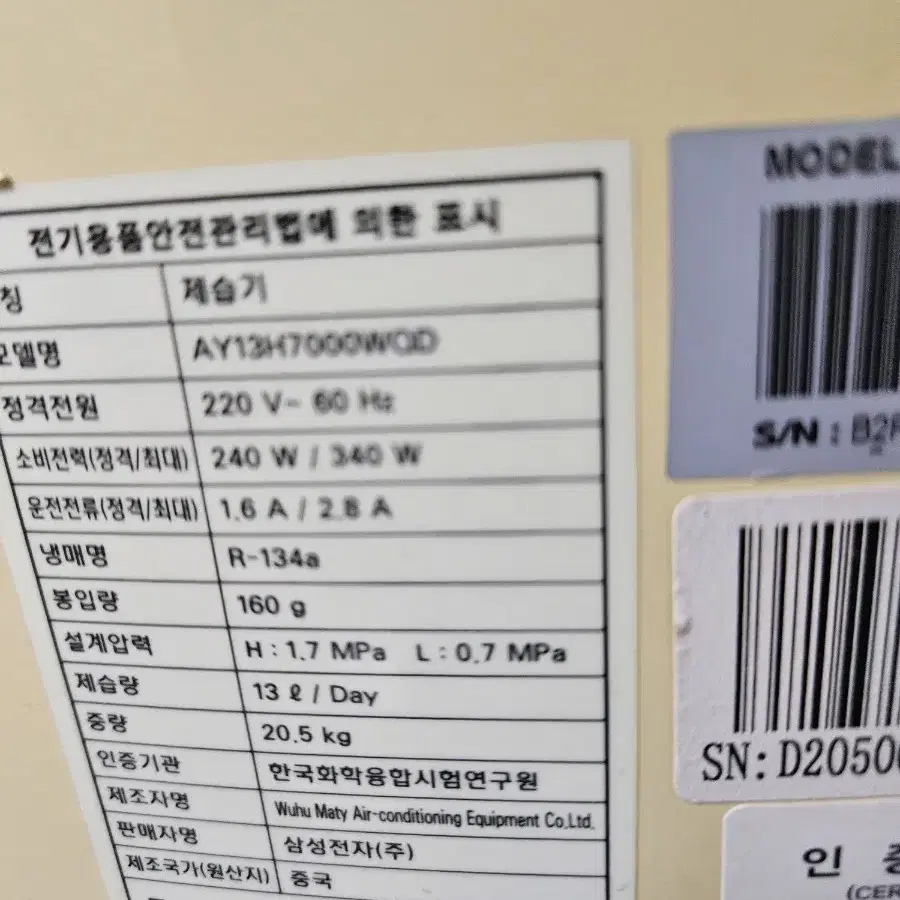 전기용품안전관리법에 의한 표시
칭 제습기
모델명 AY13H7000WQD
정격전원 220 V~ 60 Hz
소비전력(정격/최대) 240 W / 340 W
운전전류(정격/최대) 1.6 A / 2.8 A
냉매명 R-134a
봉입량 160 g
설계압력 H : 1.7 MPa L : 0.7 MPa
제습량 13 ℓ / Day
중량 20.5 kg
인증기관 한국화학융합시험연구원
제조자명 Wuhu Maty Air-conditioning Equipment Co.Ltd.
판매자명 삼성전자(주)
제조국가(원산지) 중국
MODEL
S/N : B2
SN: D2050
인
(CER